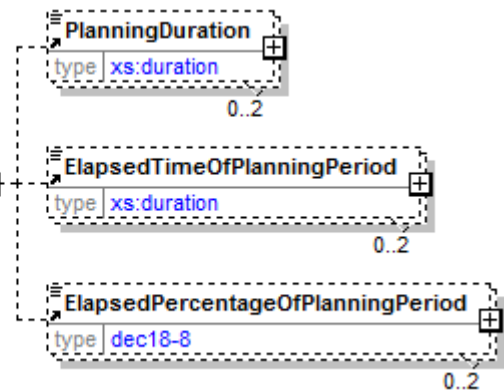 PlanningDuration
type xs:duration
0..2
ElapsedTimeOfPlanningPeriod
type xs:duration
0..2
ElapsedPercentageOfPlanningPeriod
type dec18-8
0..2